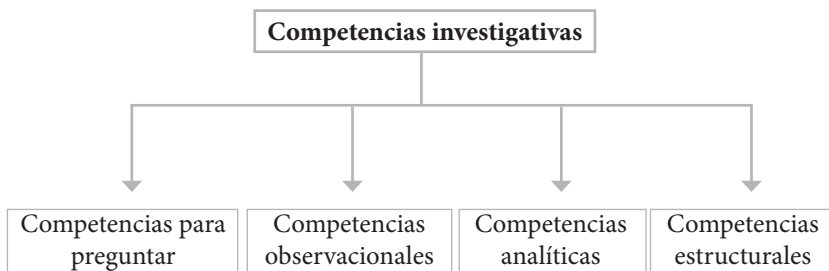 Competencias investigativas
Competencias para
preguntar
Competencias
observacionales
Competencias
analíticas
Competencias
estructurales